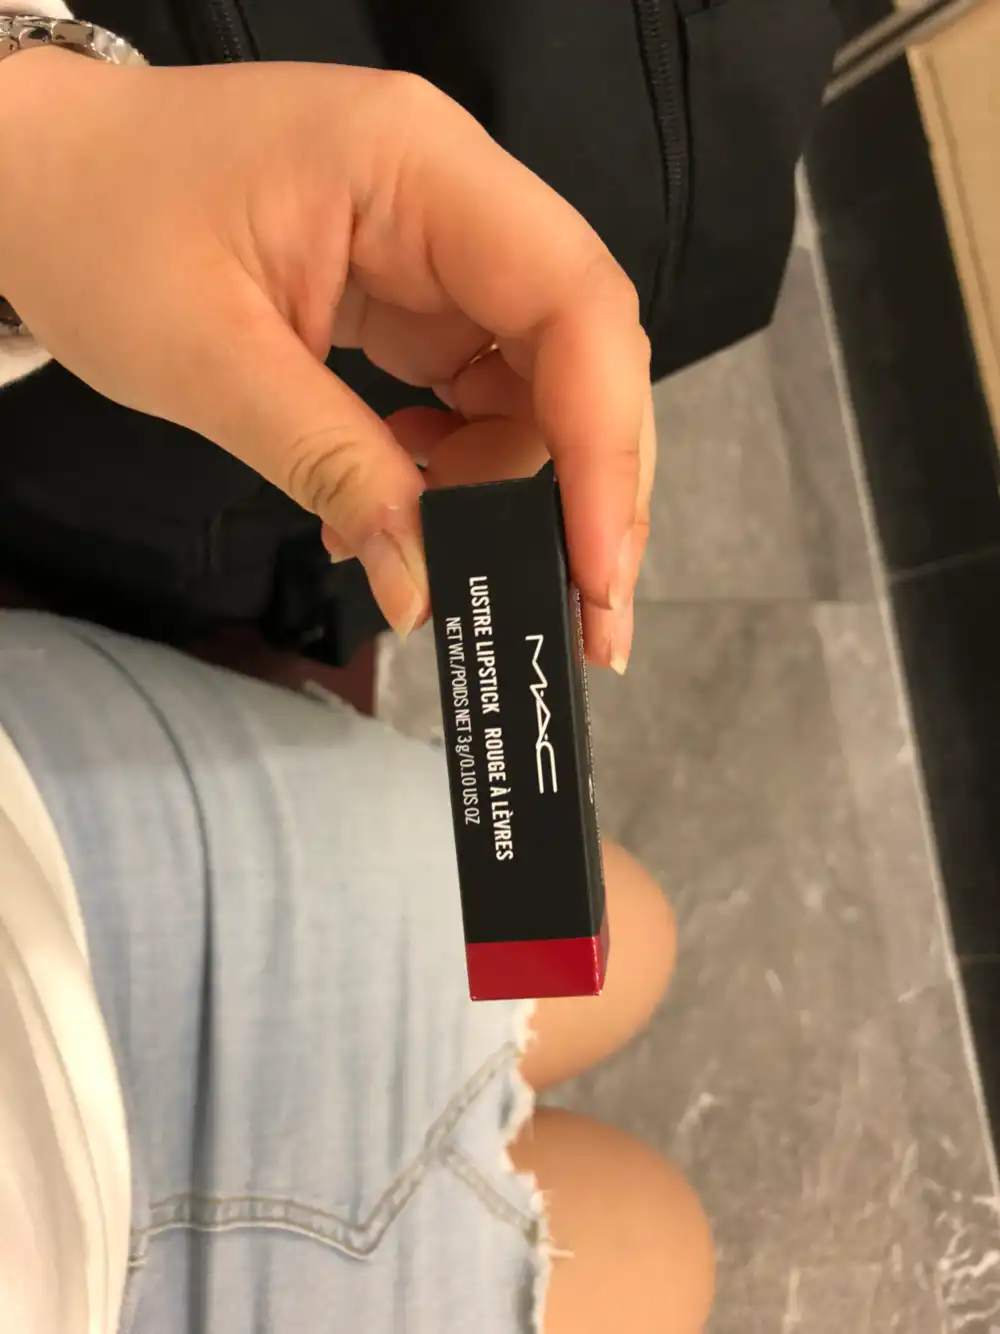 MAC
LUSTRE LIPSTICK ROUGE À LÈVRES
NET WT./POIDS NET 3 g/0.10 US OZ